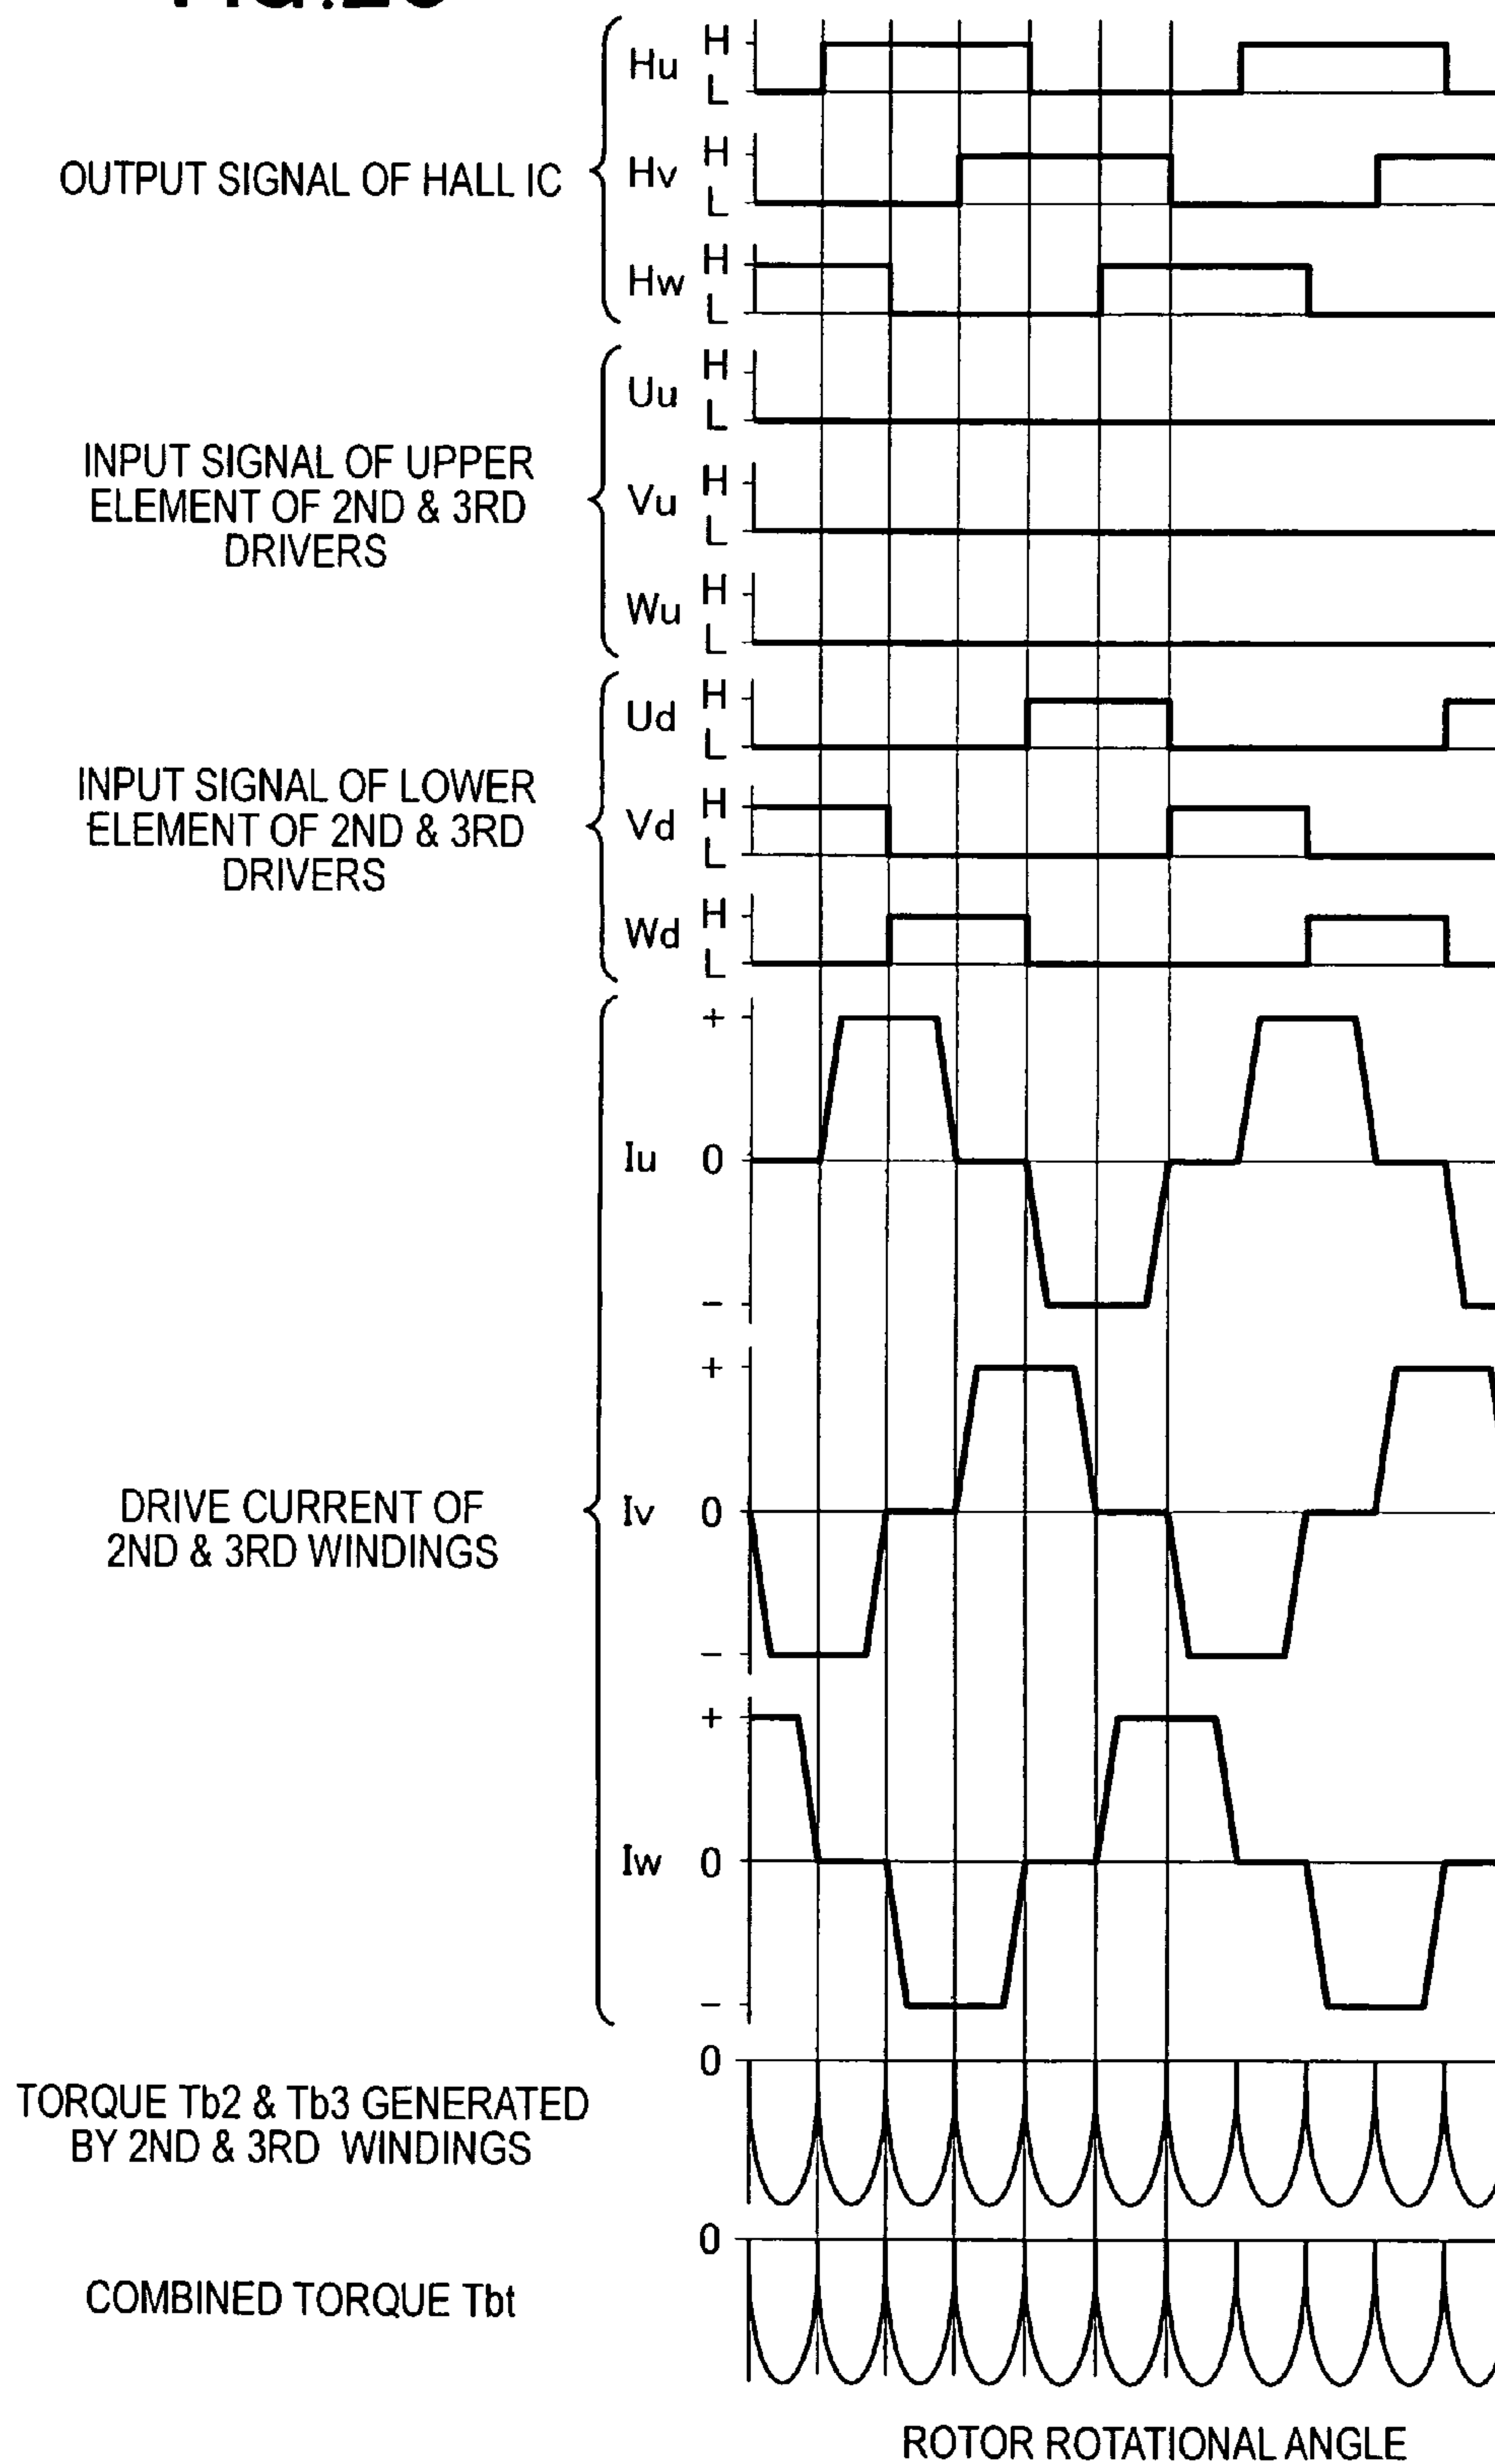 OUTPUT SIGNAL OF HALL IC
Hu H
L
Hv H
L
Hw H
L
INPUT SIGNAL OF UPPER
ELEMENT OF 2ND & 3RD
DRIVERS
Uu H
L
Vu H
L
Wu H
L
INPUT SIGNAL OF LOWER
ELEMENT OF 2ND & 3RD
DRIVERS
Ud H
L
Vd H
L
Wd H
L
DRIVE CURRENT OF
2ND & 3RD WINDINGS
+
Iu 0
−
+
Iv 0
−
+
Iw 0
−
0
TORQUE Tb2 & Tb3 GENERATED
BY 2ND & 3RD WINDINGS
0
COMBINED TORQUE Tbt
ROTOR ROTATIONAL ANGLE